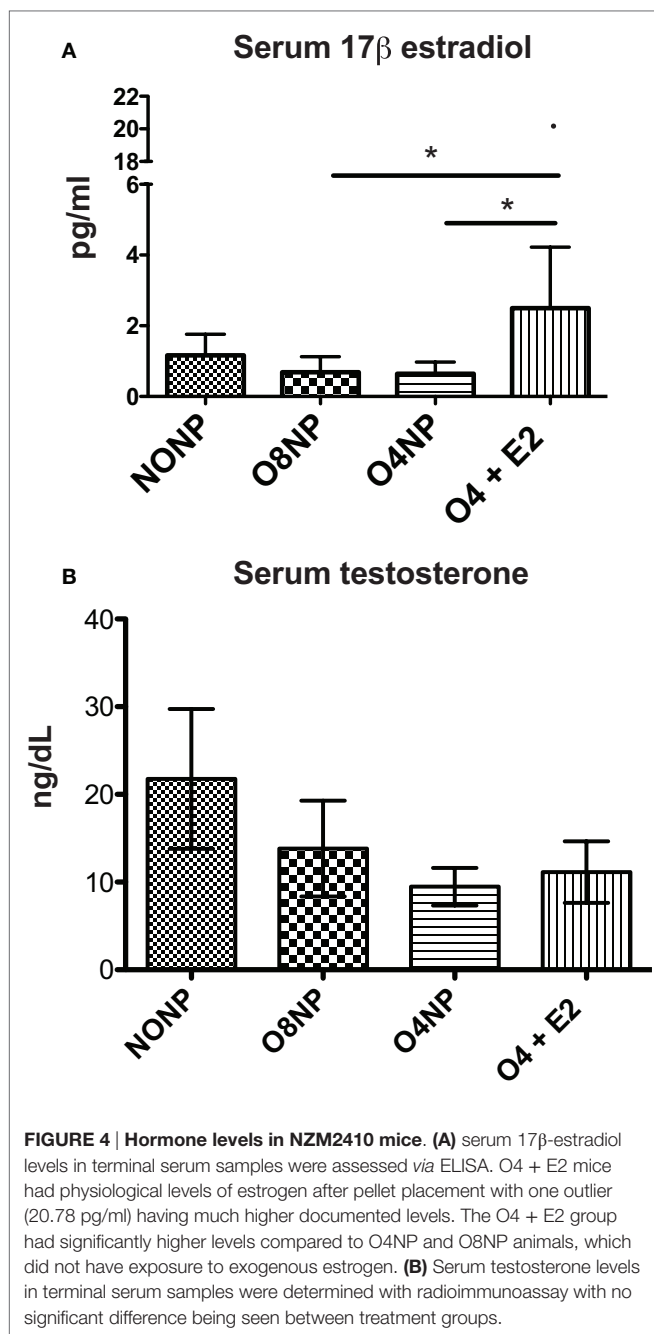 A Serum 17β estradiol
22
20
18
6
4
2
0
pg/ml
*
*
NONP O8NP O4NP O4 + E2
B Serum testosterone
40
30
20
10
0
ng/dL
NONP O8NP O4NP O4 + E2
FIGURE 4 | Hormone levels in NZM2410 mice. (A) serum 17β-estradiol
levels in terminal serum samples were assessed via ELISA. O4 + E2 mice
had physiological levels of estrogen after pellet placement with one outlier
(20.78 pg/ml) having much higher documented levels. The O4 + E2 group
had significantly higher levels compared to O4NP and O8NP animals, which
did not have exposure to exogenous estrogen. (B) Serum testosterone levels
in terminal serum samples were determined with radioimmunoassay with no
significant difference being seen between treatment groups.